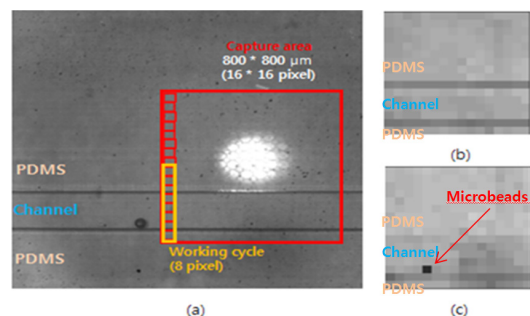 Capture area
800 * 800 μm
(16 * 16 pixel)
PDMS
Channel
PDMS
Working cycle
(8 pixel)
(a)
PDMS
Channel
PDMS
(b)
Microbeads
PDMS
Channel
PDMS
(c)